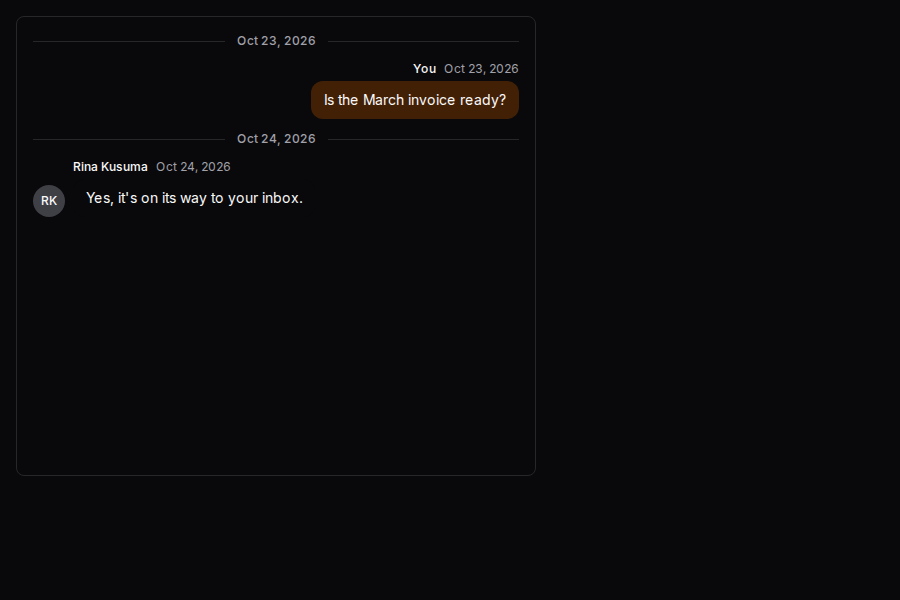 Oct 23, 2026
You Oct 23, 2026
Is the March invoice ready?
Oct 24, 2026
Rina Kusuma Oct 24, 2026
RK Yes, it's on its way to your inbox.